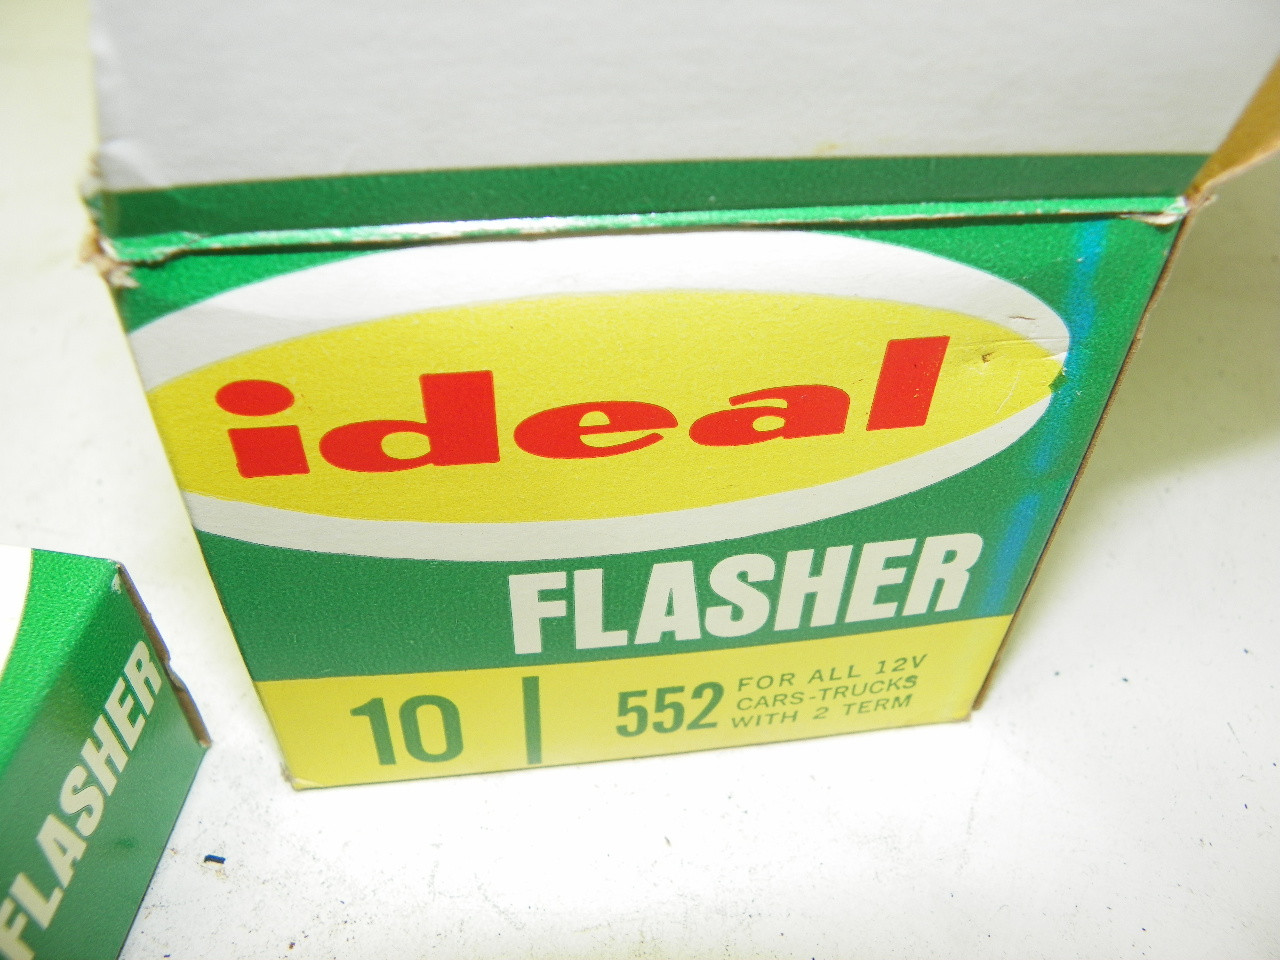 ideal
FLASHER
10 552 FOR ALL 12V
CARS-TRUCKS
WITH 2 TERM
FLASHER